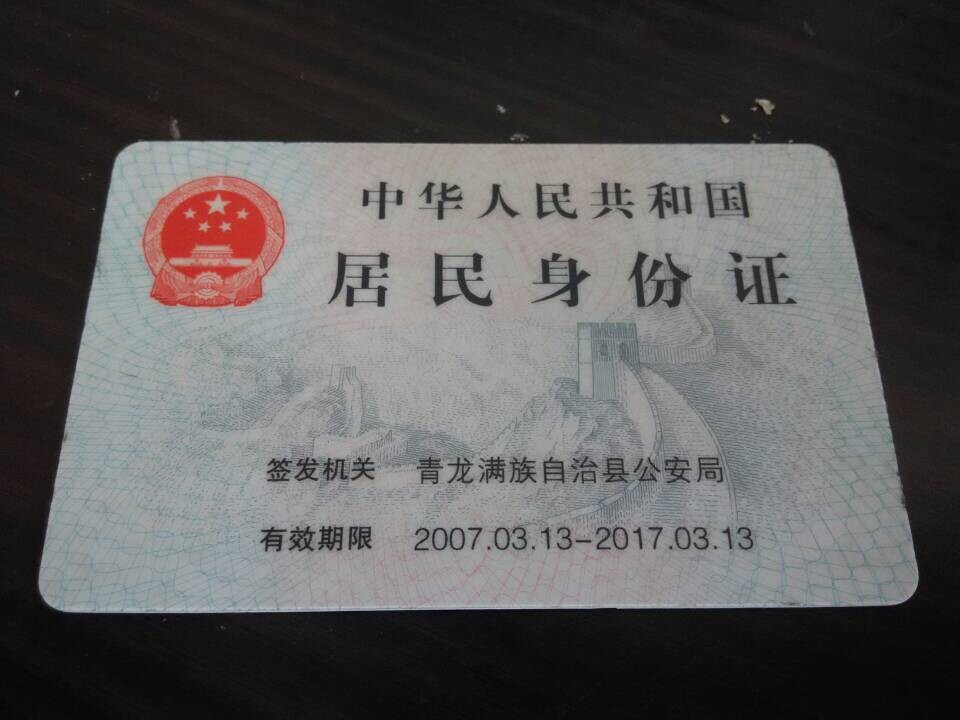 中华人民共和国
居民身份证
签发机关 青龙满族自治县公安局
有效期限 2007.03.13-2017.03.13